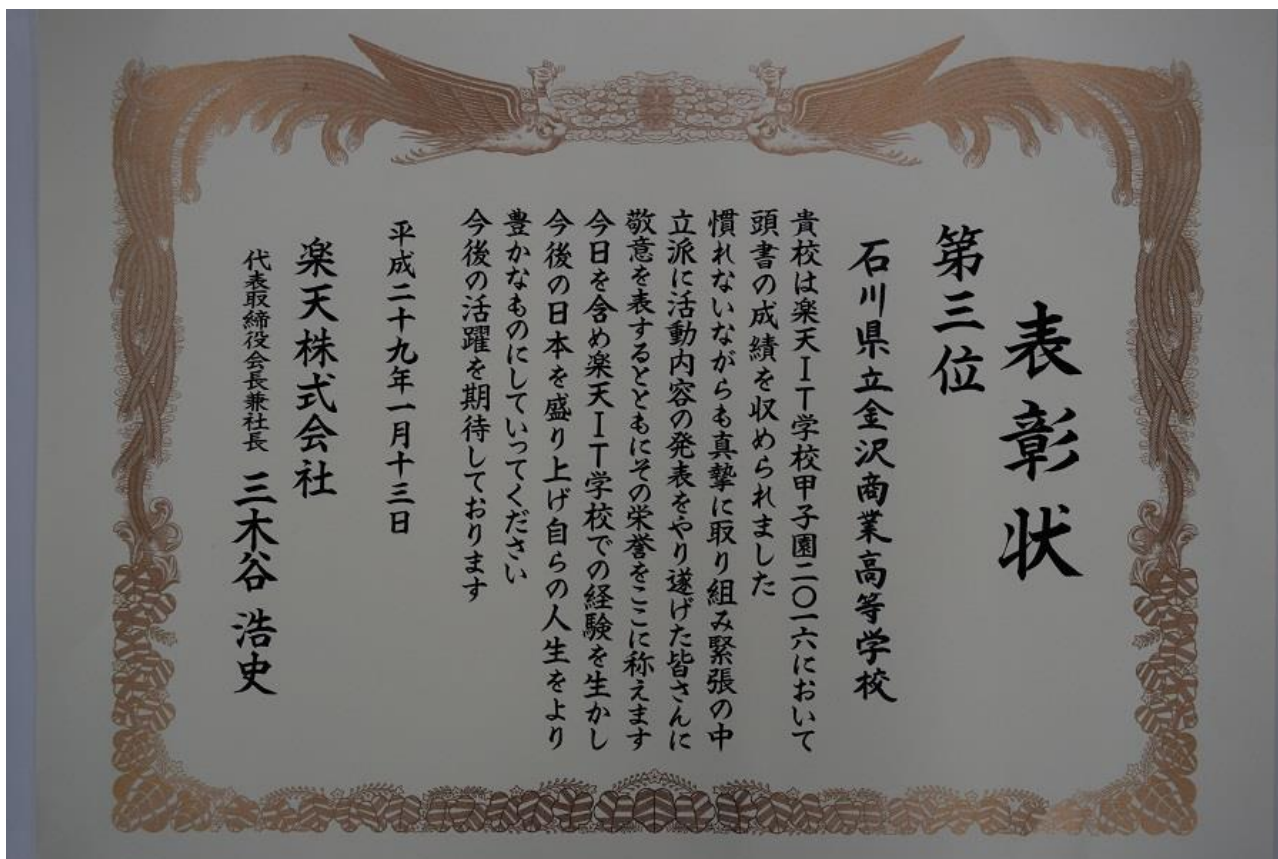 表彰状
第三位
石川県立金沢商業高等学校
貴校は楽天IT学校甲子園二〇一六において
頭書の成績を収められました
慣れないながらも真摯に取り組み緊張の中
立派に活動内容の発表をやり遂げた皆さんに
敬意を表するとともにその栄誉をここに称えます
今日を含め楽天IT学校での経験を生かし
今後の日本を盛り上げ自らの人生をより
豊かなものにしていってください
今後の活躍を期待しております
平成二十九年一月十三日
楽天株式会社
代表取締役会長兼社長 三木谷 浩史